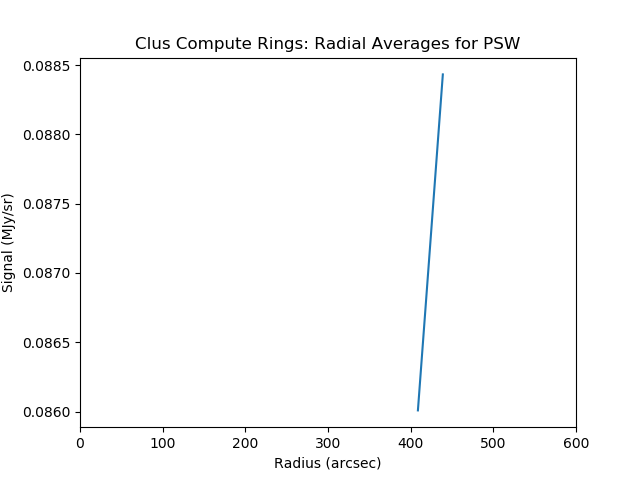 Clus Compute Rings: Radial Averages for PSW
0.0885
0.0880
0.0875
0.0870
0.0865
0.0860
Signal (MJy/sr)
0 100 200 300 400 500 600
Radius (arcsec)